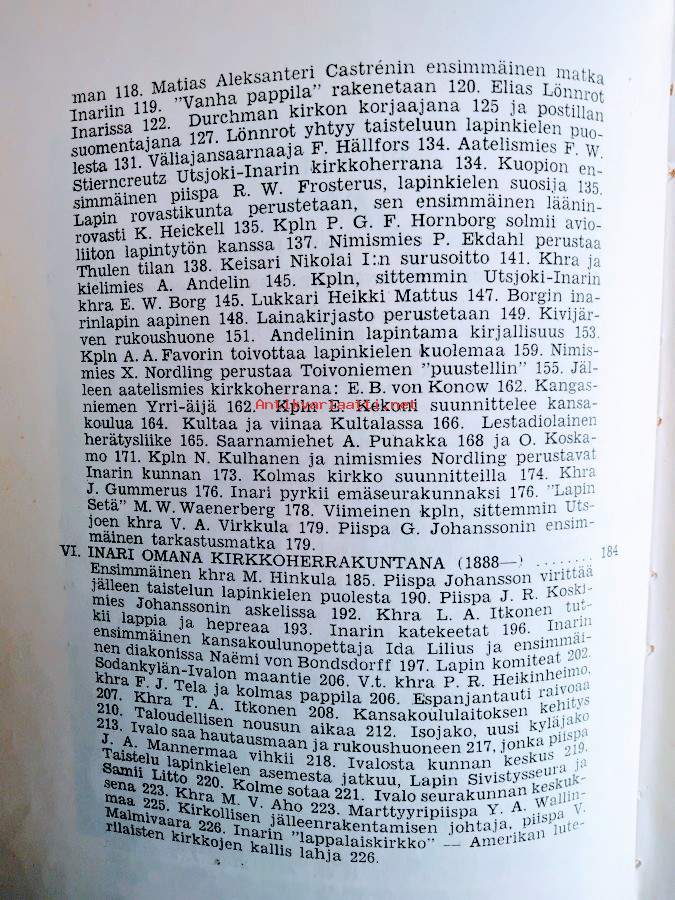 man 118. Matias Aleksanteri Castrénin ensimmäinen matka
Inariin 119. "Vanha pappila" rakenetaan 120. Elias Lönnrot
Inarissa 122. Durchman kirkon korjaajana 125 ja postillan
suomentajana 127. Lönnrot yhtyy taisteluun lapinkielen puo-
lesta 131. Väliajansaarnaaja F. Hällfors 134. Aatelismies F. W.
Stierncreutz Utsjoki-Inarin kirkkoherrana 134. Kuopion en-
simmäinen piispa R. W. Frosterus, lapinkielen suosija 135.
Lapin rovastikunta perustetaan, sen ensimmäinen läänin-
rovasti K. Heickell 135. Kpln P. G. F. Hornborg solmii avio-
liiton lapintytön kanssa 137. Nimismies P. Ekdahl perustaa
Thulen tilan 138. Keisari Nikolai I:n surusoitto 141. Khra ja
kielimies A. Andelin 145. Kpln, sittemmin Utsjoki-Inarin
khra E. W. Borg 145. Lukkari Heikki Mattus 147. Borgin ina-
rinlapin aapinen 148. Lainakirjasto perustetaan 149. Kivijär-
ven rukoushuone 151. Andelinin lapintama kirjallisuus 153.
Kpln A. A. Favorin toivottaa lapinkielen kuolemaa 159. Nimis-
mies X. Nordling perustaa Toivoniemen "puustellin" 155. Jäl-
leen aatelismies kirkkoherrana: E. B. von Konow 162. Kangas-
niemen Yrri-äijä 162. Kpln E. Kekoni suunnittelee kansa-
Antikvariaatti.net
koulua 164. Kultaa ja viinaa Kultalassa 166. Lestadiolainen
herätysliike 165. Saarnamiehet A. Puhakka 168 ja O. Koska-
mo 171. Kpln N. Kulhanen ja nimismies Nordling perustavat
Inarin kunnan 173. Kolmas kirkko suunnitteilla 174. Khra
J. Gummerus 176. Inari pyrkii emäseurakunnaksi 176. "Lapin
Setä" M. W. Waenerberg 178. Viimeinen kpln, sittemmin Uts-
joen khra V. A. Virkkula 179. Piispa G. Johanssonin ensim-
mäinen tarkastusmatka 179.
VI. INARI OMANA KIRKKOHERRAKUNTANA (1888—) ........ 184
Ensimmäinen khra M. Hinkula 185. Piispa Johansson virittää
jälleen taistelun lapinkielen puolesta 190. Piispa J. R. Koski-
mies Johanssonin askelissa 192. Khra L. A. Itkonen tut-
kii lappia ja hepreaa 193. Inarin katekeetat 196. Inarin
ensimmäinen kansakoulunopettaja Ida Lilius ja ensimmäi-
nen diakonissa Naëmi von Bondsdorff 197. Lapin komiteat 202.
Sodankylän-Ivalon maantie 206. V.t. khra P. R. Heikinheimo,
khra F. J. Tela ja kolmas pappila 206. Espanjantauti raivoaa
207. Khra T. A. Itkonen 208. Kansakoululaitoksen kehitys
210. Taloudellisen nousun aikaa 212. Isojako, uusi kyläjako
213. Ivalo saa hautausmaan ja rukoushuoneen 217, jonka piispa
J. A. Mannermaa vihkii 218. Ivalosta kunnan keskus 219.
Taistelu lapinkielen asemesta jatkuu, Lapin Sivistysseura ja
Samii Litto 220. Kolme sotaa 221. Ivalo seurakunnan keskuk-
sena 223. Khra M. V. Aho 223. Marttyyripiispa Y. A. Wallin-
maa 225. Kirkollisen jälleenrakentamisen johtaja, piispa V.
Malmivaara 226. Inarin "lappalaiskirkko" — Amerikan lute-
rilaisten kirkkojen kallis lahja 226.